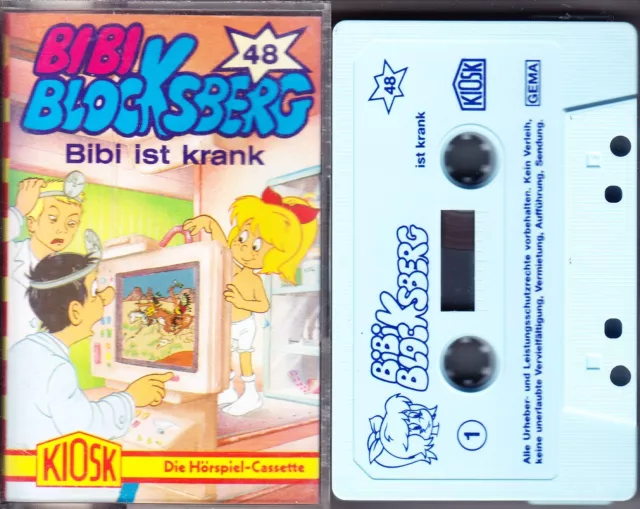 BIBI
BLOCKSBERG
48
Bibi ist krank
KIOSK
Die Hörspiel-Cassette
48
KIOSK
GEMA
ist krank
BiBi
BLOCKSBERG
1
Alle Urheber- und Leistungsschutzrechte vorbehalten. Kein Verleih,
keine unerlaubte Vervielfältigung, Vermietung, Aufführung, Sendung.